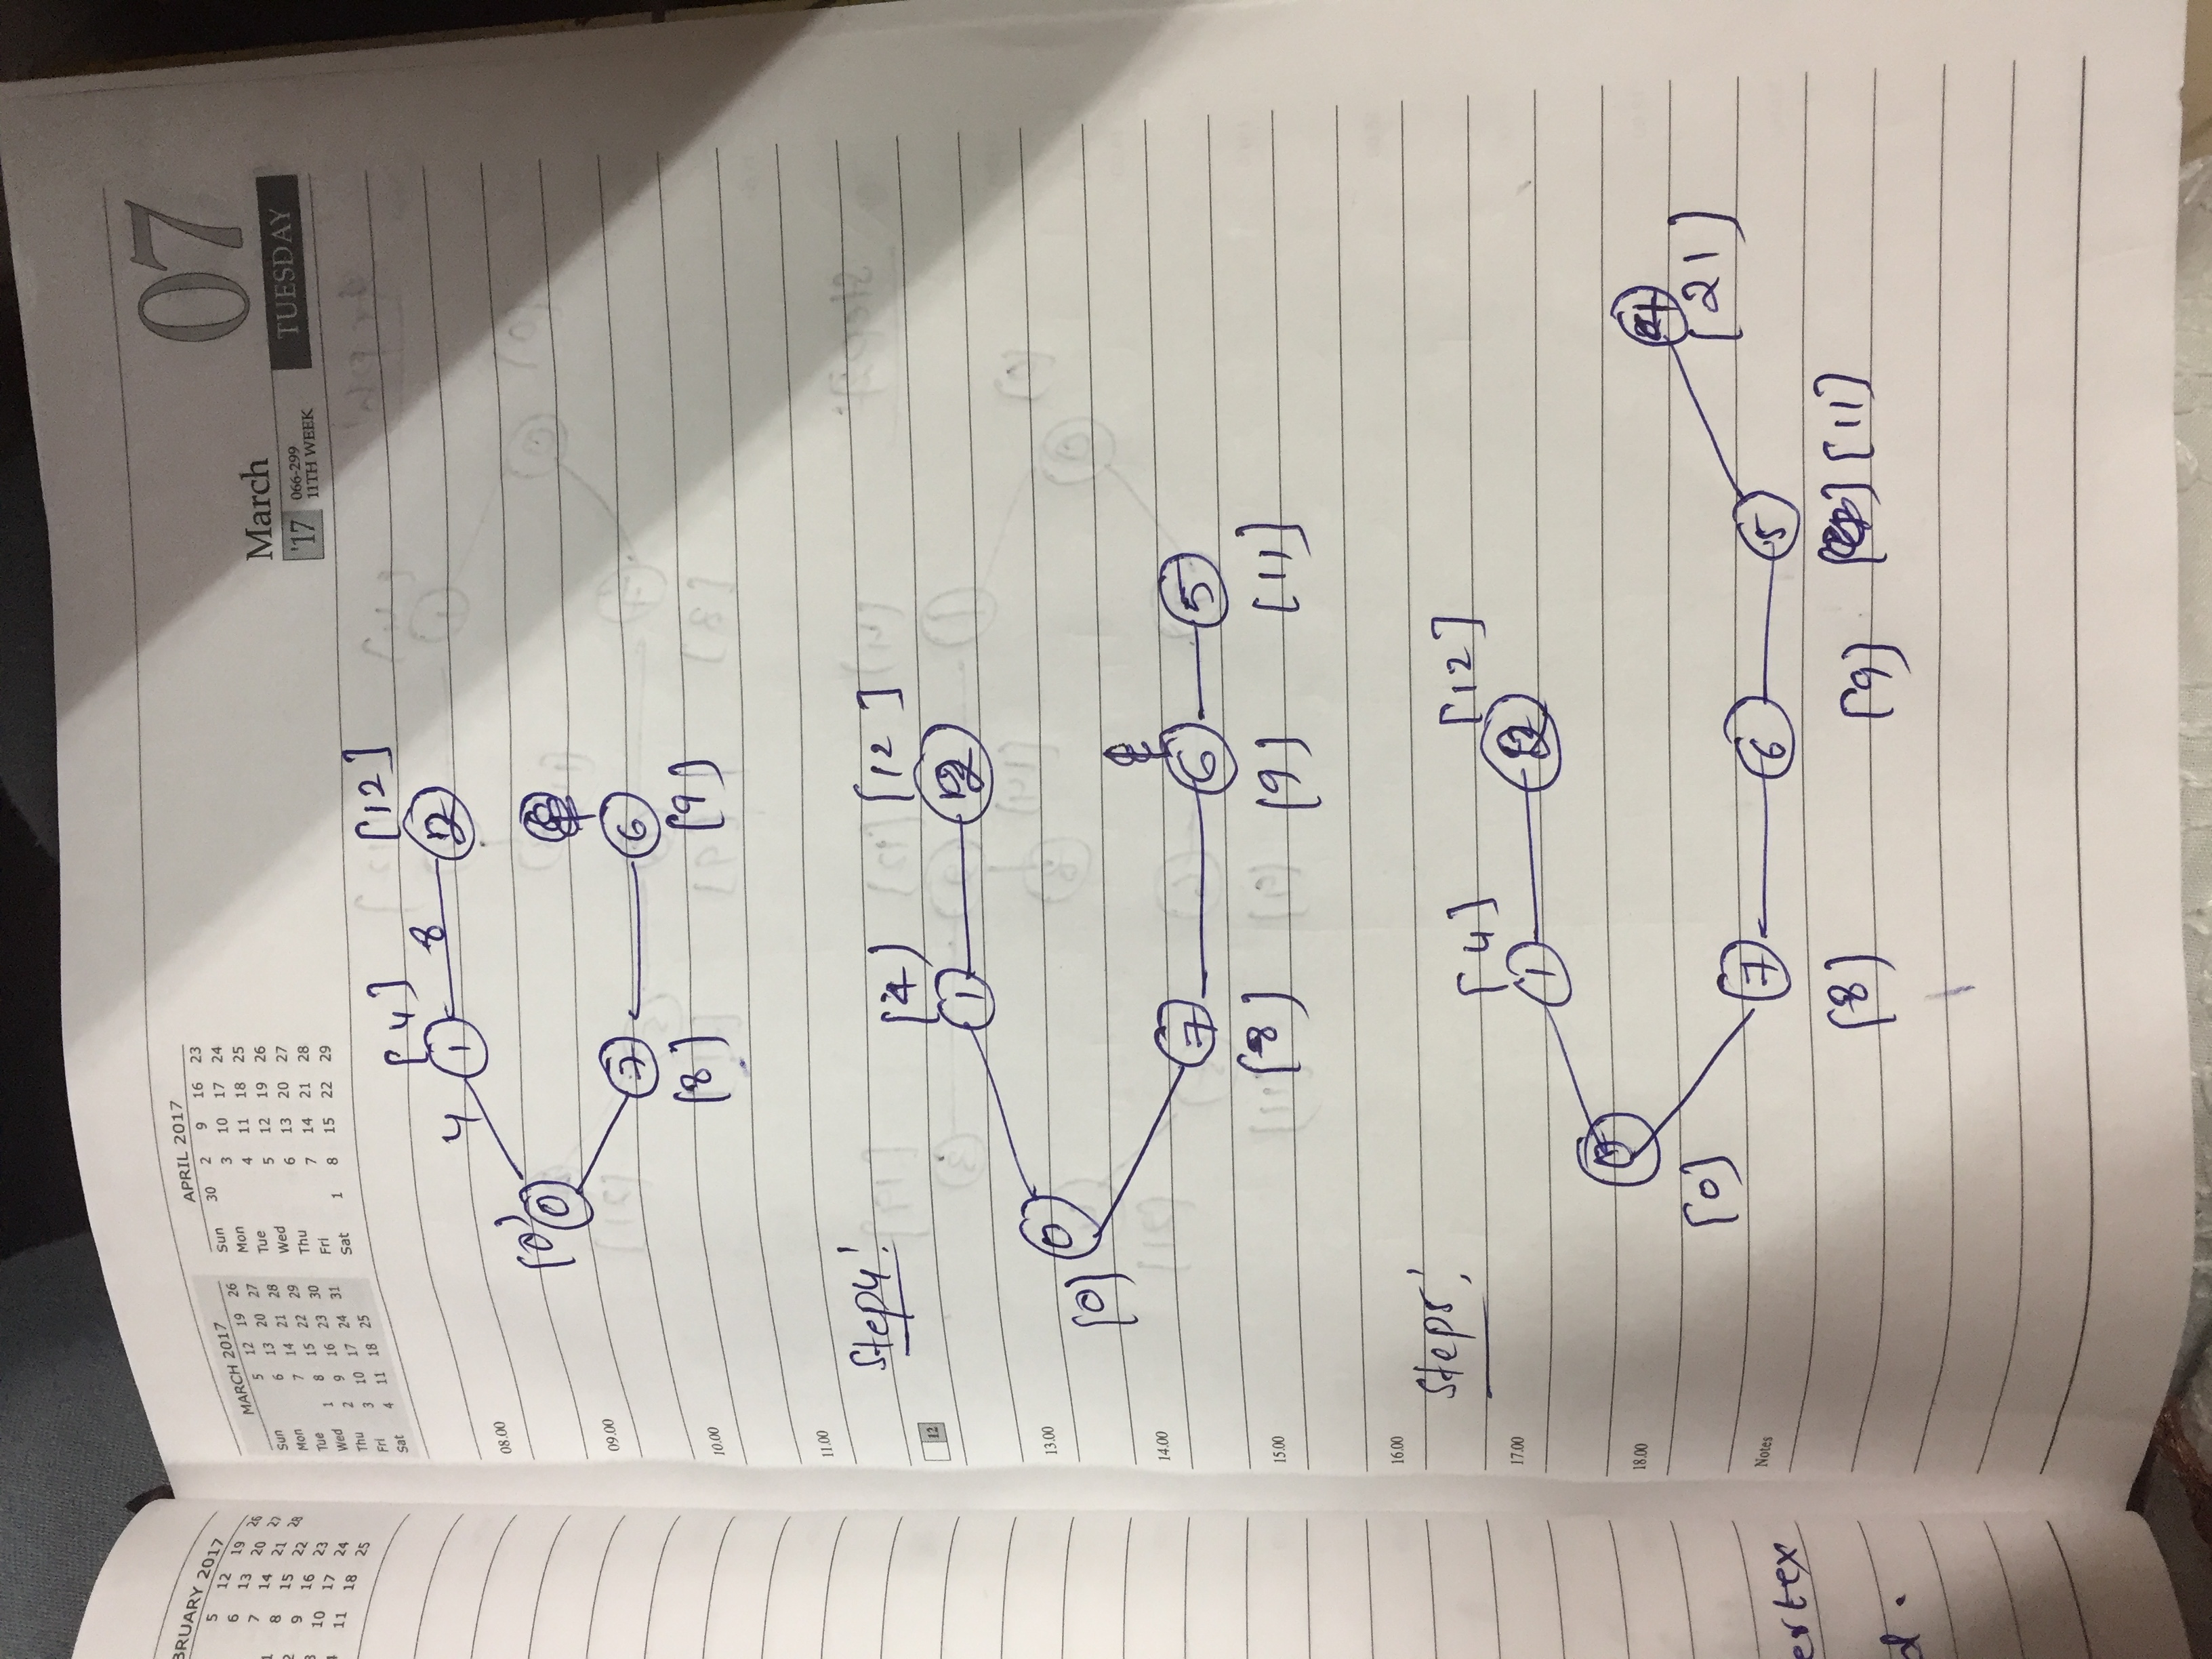 BRUARY 2017
5 12 19 26
6 13 20 27
7 14 21 28
1 8 15 22
2 9 16 23
3 10 17 24
4 11 18 25
MARCH 2017
Sun 5 12 19 26
Mon 6 13 20 27
Tue 7 14 21 28
Wed 1 8 15 22 29
Thu 2 9 16 23 30
Fri 3 10 17 24 31
Sat 4 11 18 25
APRIL 2017
Sun 30 2 9 16 23
Mon 3 10 17 24
Tue 4 11 18 25
Wed 5 12 19 26
Thu 6 13 20 27
Fri 7 14 21 28
Sat 1 8 15 22 29
07
March
TUESDAY
'17 066-299
11TH WEEK
[4] [12]
4 1 8 2
08.00
[0] 0
09.00
7 6
[8] [9]
10.00
11.00
Step4:
[4] [12]
12
1 2
13.00
0
[0]
14.00
7 6 5
[8] [9] [11]
15.00
16.00
Step5:
[4] [12]
17.00
1 2
0
18.00
4
[0] [21]
Notes
7 6 5
ertex
[8] [9] [11]
d.